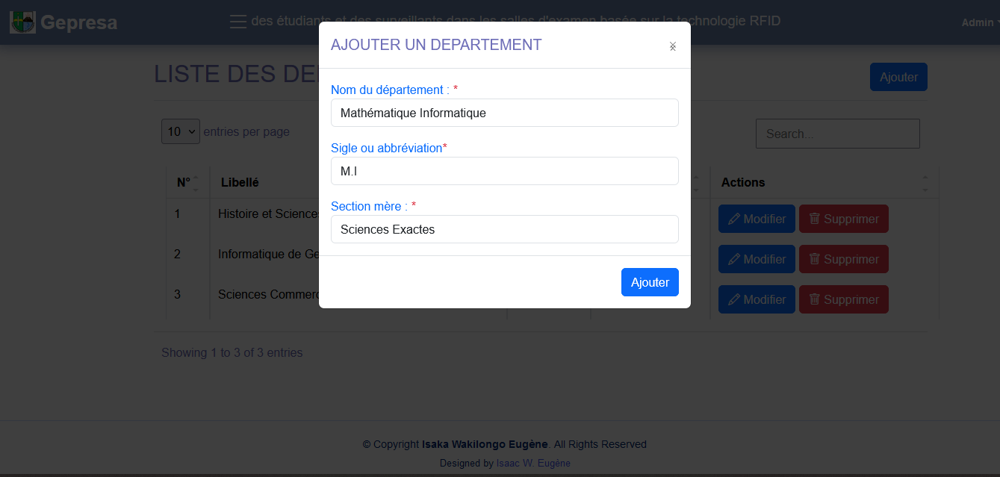 Gepresa
des étudiants et des surveillants dans les salles d'examen basée sur la technologie RFID
Admin
AJOUTER UN DEPARTEMENT
LISTE DES DE
Ajouter
Nom du département : *
Mathématique Informatique
10 entries per page
Search...
Sigle ou abbréviation*
M.I
N° Libellé Actions
Section mère : *
Sciences Exactes
1 Histoire et Science Modifier Supprimer
2 Informatique de Ge Modifier Supprimer
Ajouter
3 Sciences Commer Modifier Supprimer
Showing 1 to 3 of 3 entries
© Copyright Isaka Wakilongo Eugène. All Rights Reserved
Designed by Isaac W. Eugène